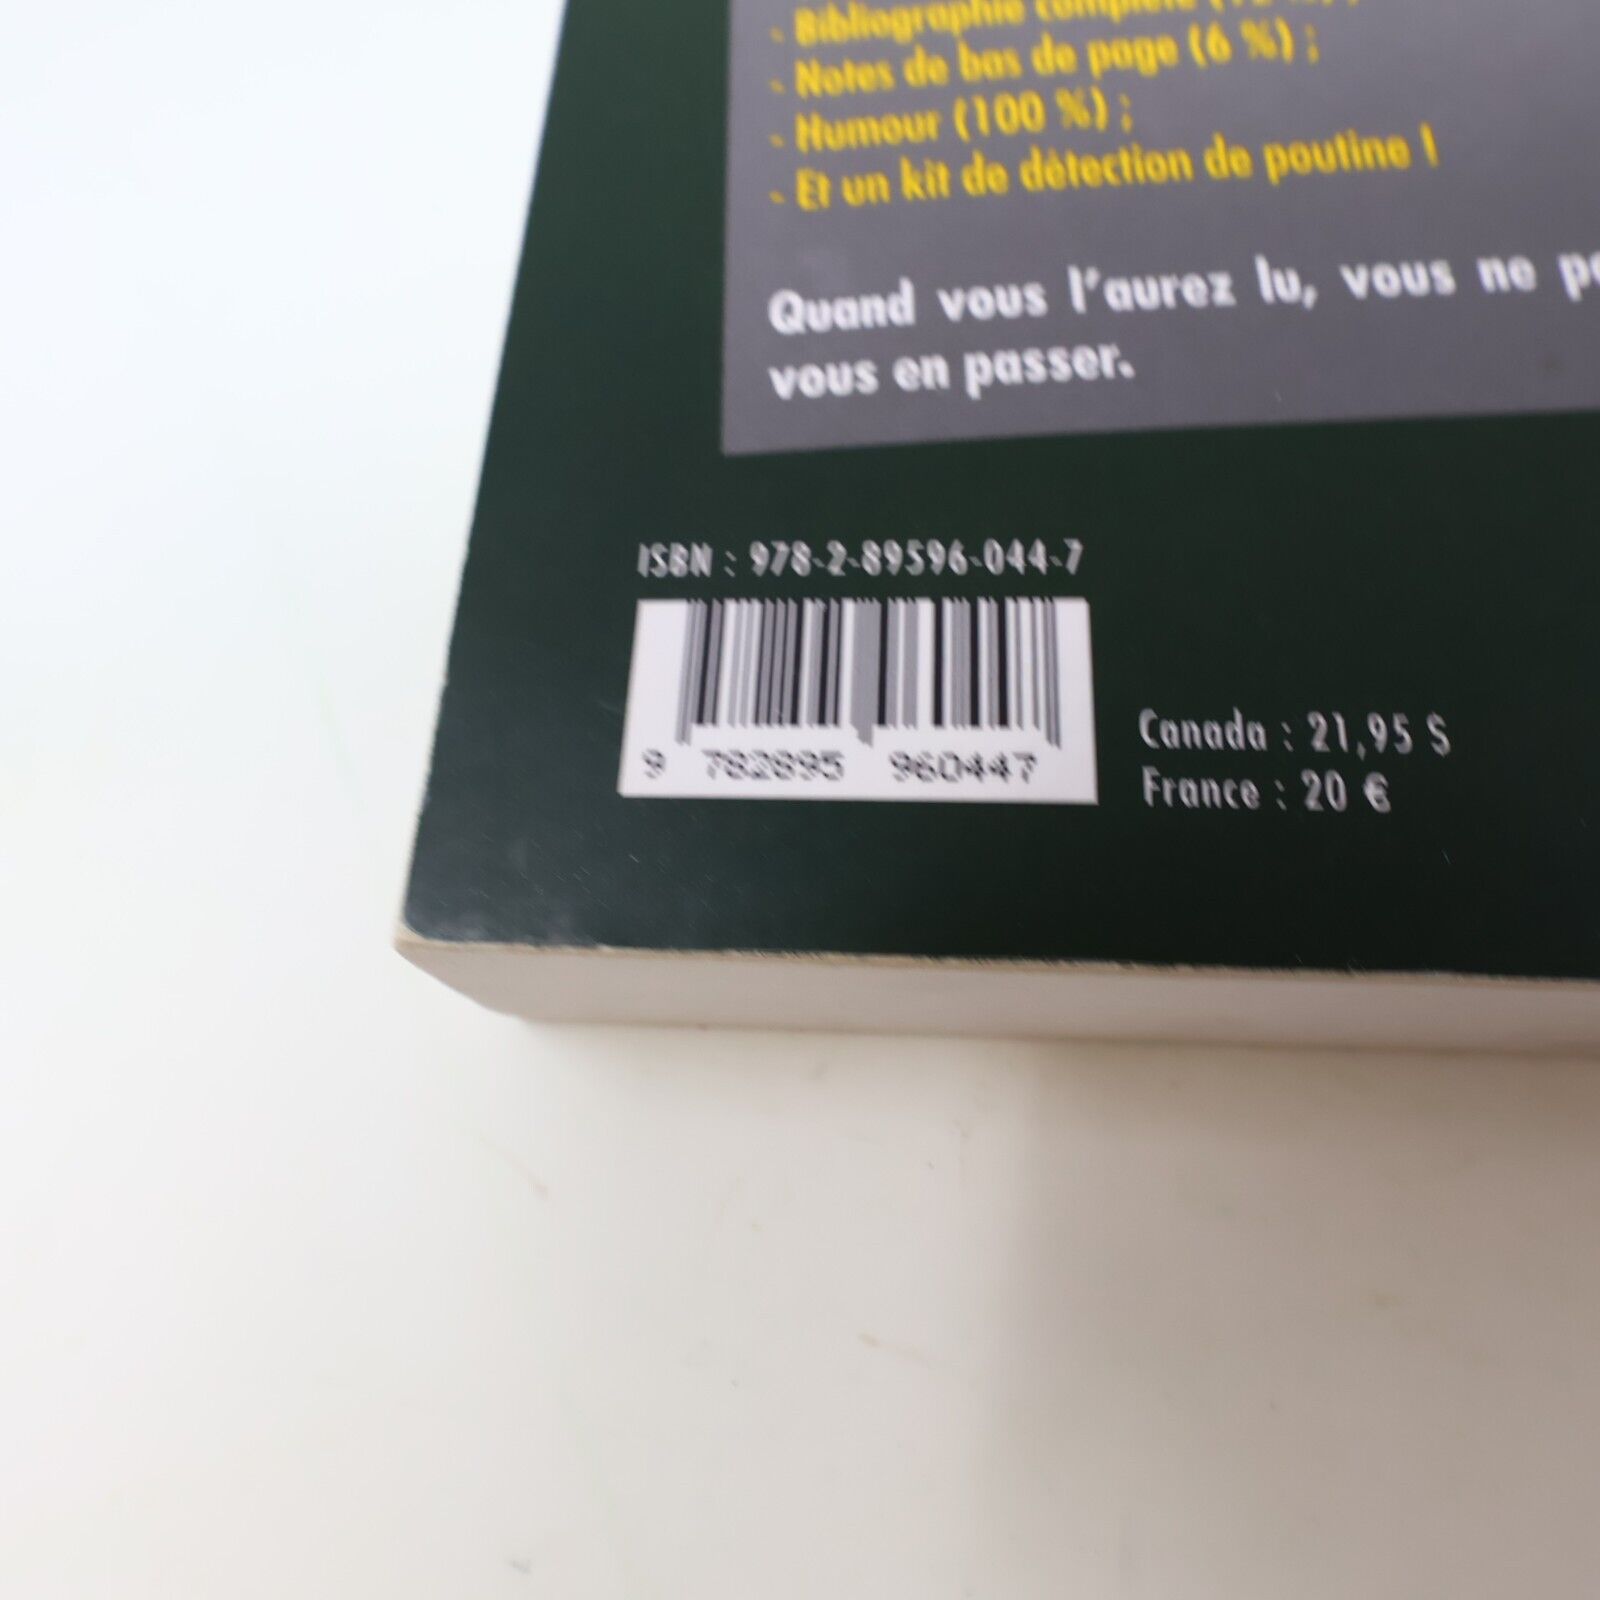 - Bibliographie complète
- Notes de bas de page (6 %) ;
- Humour (100 %) ;
- Et un kit de détection de poutine !
Quand vous l'aurez lu, vous ne
vous en passer.
ISBN : 978-2-89596-044-7
9 782895 960447
Canada : 21,95 $
France : 20 €